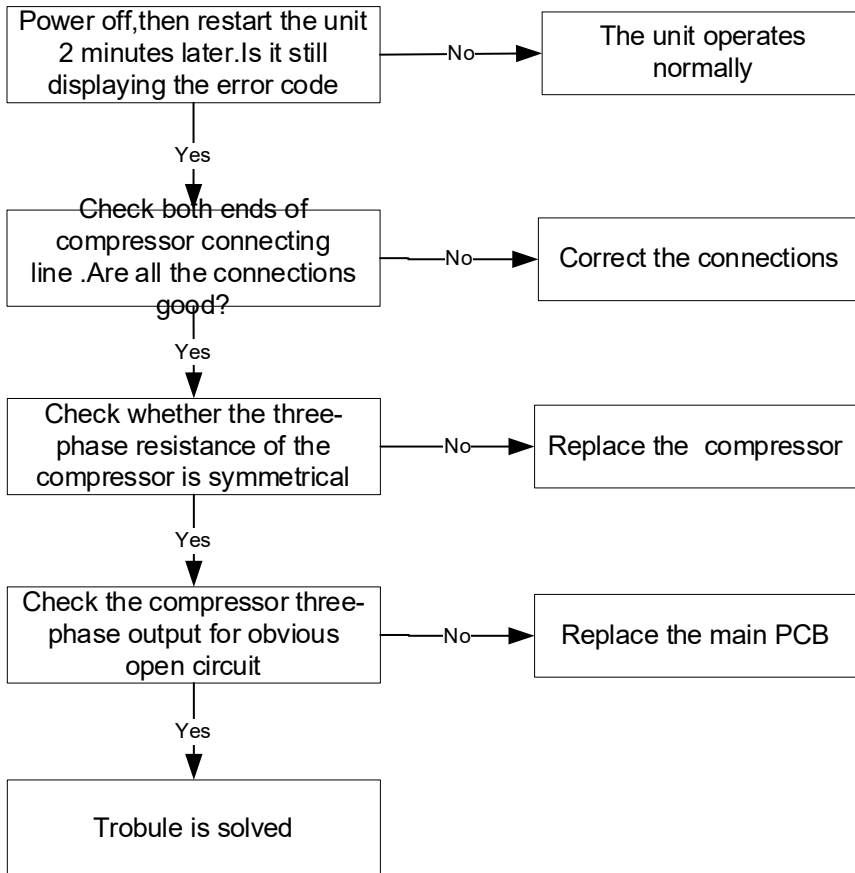 Power off,then restart the unit
2 minutes later.Is it still
displaying the error code
No
The unit operates
normally
Yes
Check both ends of
compressor connecting
line .Are all the connections
good?
No
Correct the connections
Yes
Check whether the three-
phase resistance of the
compressor is symmetrical
No
Replace the  compressor
Yes
Check the compressor three-
phase output for obvious
open circuit
No
Replace the main PCB
Yes
Trobule is solved